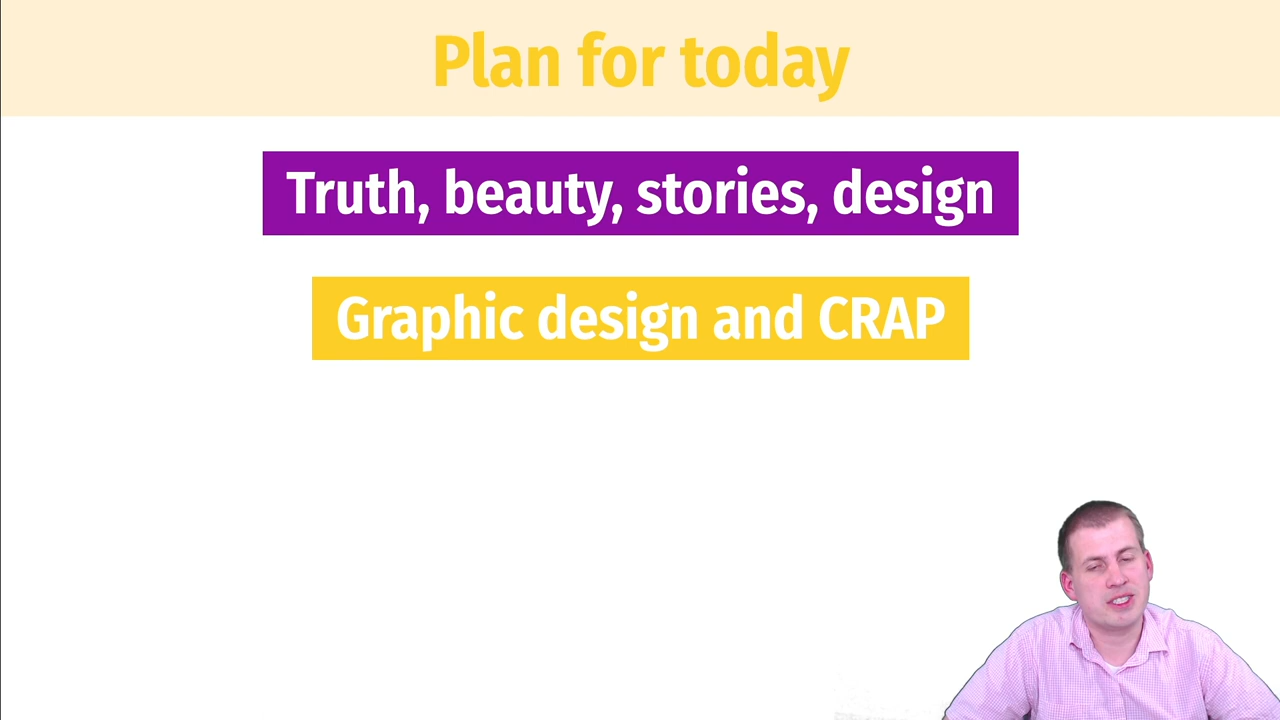 Plan for today
Truth, beauty, stories, design
Graphic design and CRAP